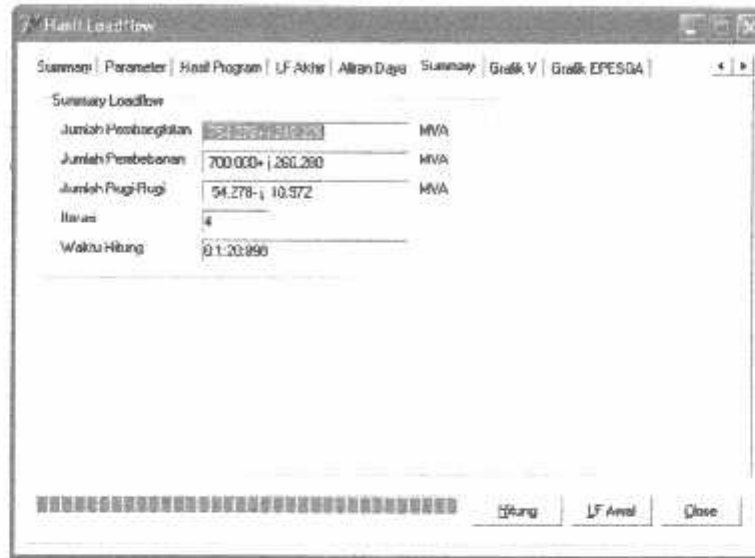 Hasil Loadflow
Summary Parameter Hasil Program LF Akhir Aliran Daya Summary Grafik V Grafik EPESGA
Summary Loadflow
Jumlah Pembangkitan MVA
Jumlah Pembebanan 700.000+ j 260.280 MVA
Jumlah Rugi-Rugi 54.278- j 10.972 MVA
Iterasi 4
Waktu Hitung 0:1:20:890
Hitung LF Awal Close